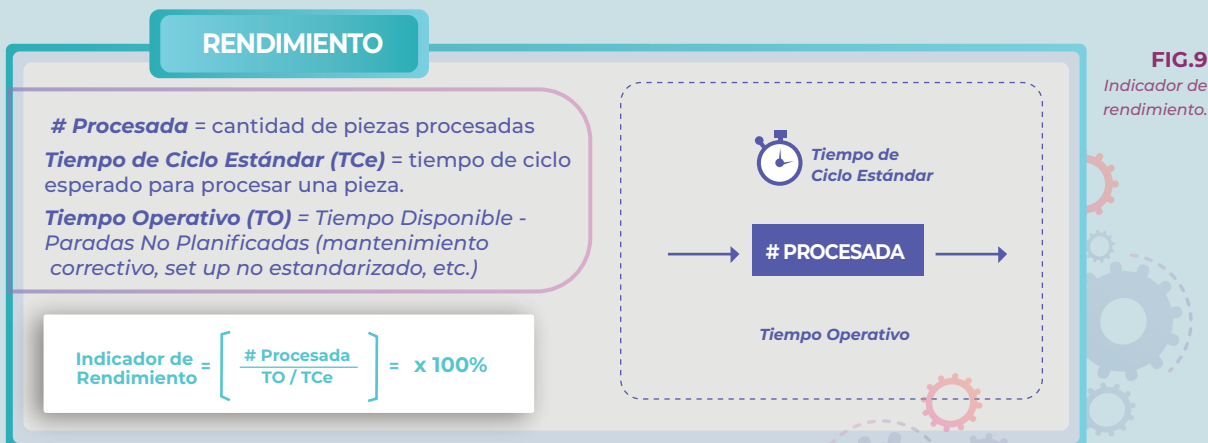 RENDIMIENTO
FIG.9
Indicador de
rendimiento.
# Procesada = cantidad de piezas procesadas
Tiempo de Ciclo Estándar (TCe) = tiempo de ciclo
esperado para procesar una pieza.
Tiempo Operativo (TO) = Tiempo Disponible -
Paradas No Planificadas (mantenimiento
correctivo, set up no estandarizado, etc.)
Indicador de Rendimiento = [ # Procesada / (TO / TCe) ] = x 100%
Tiempo de
Ciclo Estándar
# PROCESADA
Tiempo Operativo